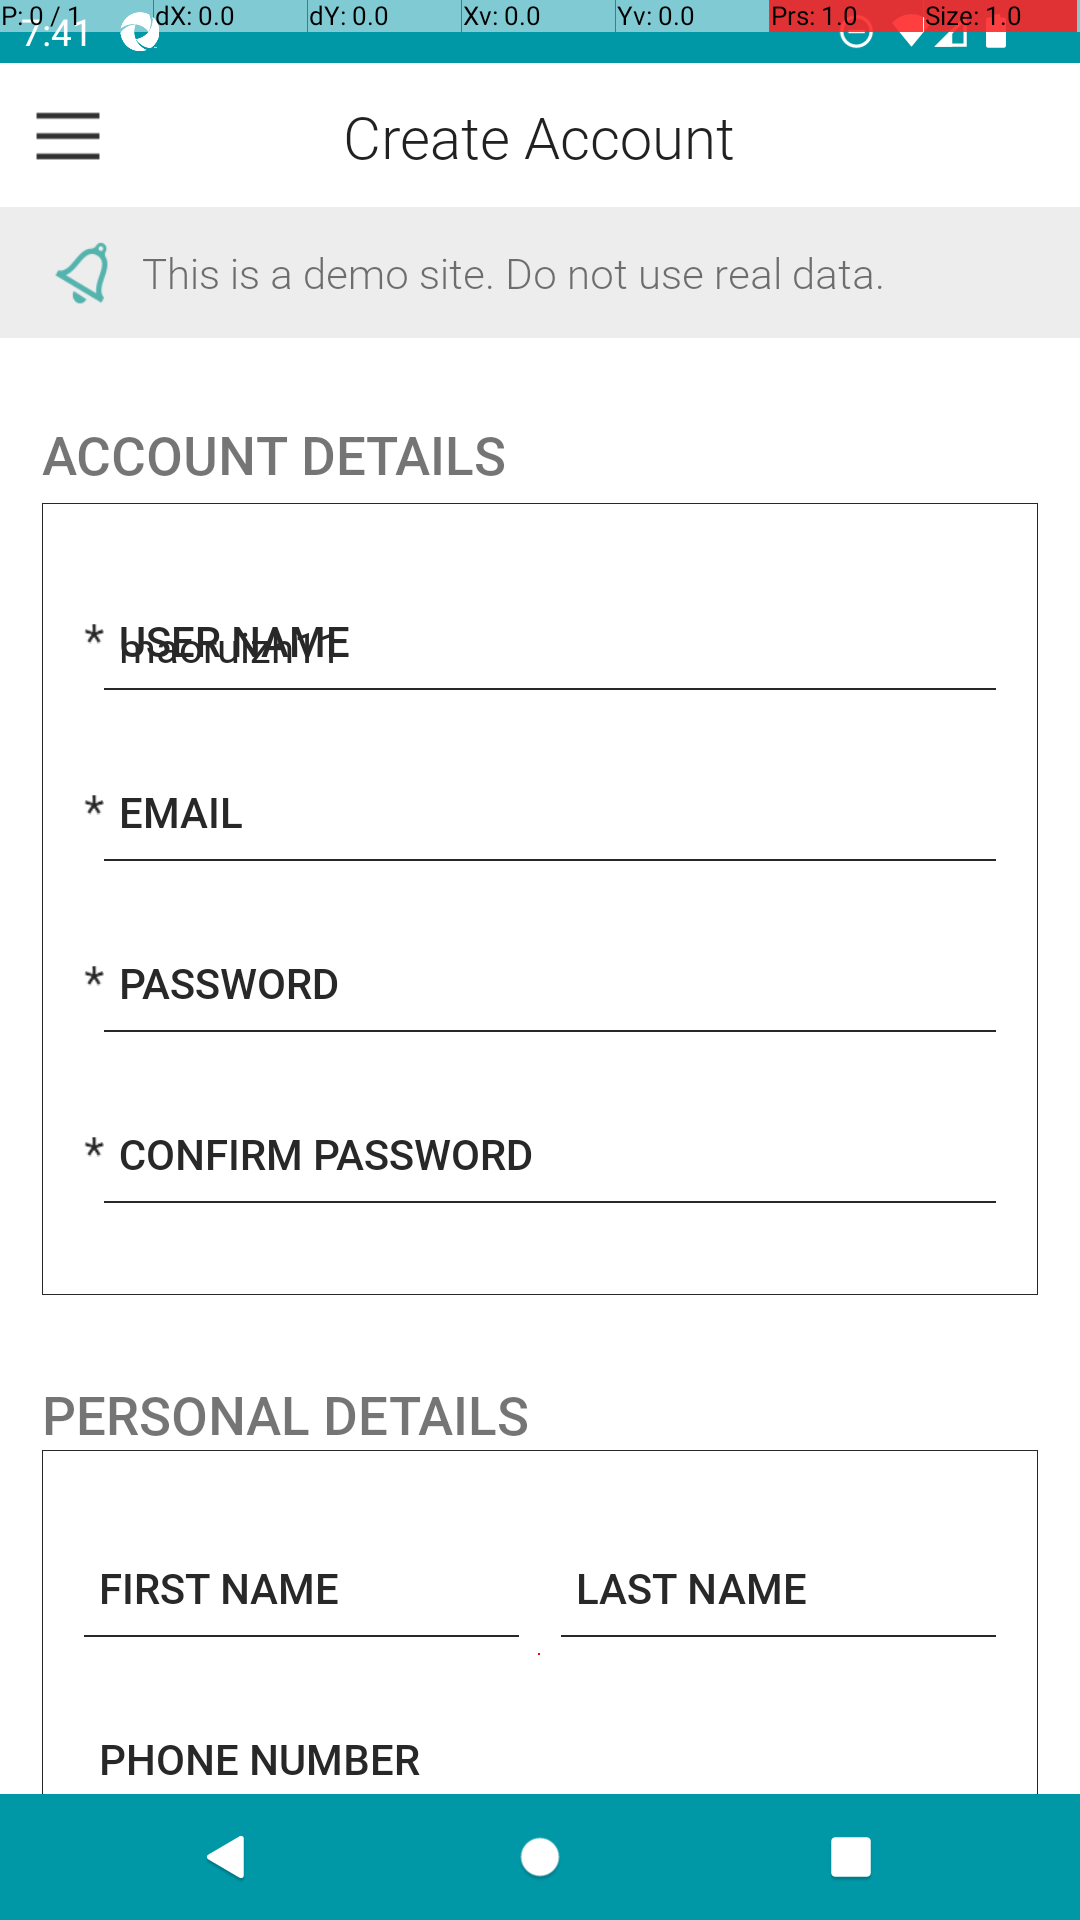 P: 0 / 1 dX: 0.0 dY: 0.0 Xv: 0.0 Yv: 0.0 Prs: 1.0 Size: 1.0
7:41
Create Account
This is a demo site. Do not use real data.
ACCOUNT DETAILS
* USER NAME
* EMAIL
* PASSWORD
* CONFIRM PASSWORD
PERSONAL DETAILS
FIRST NAME LAST NAME
PHONE NUMBER